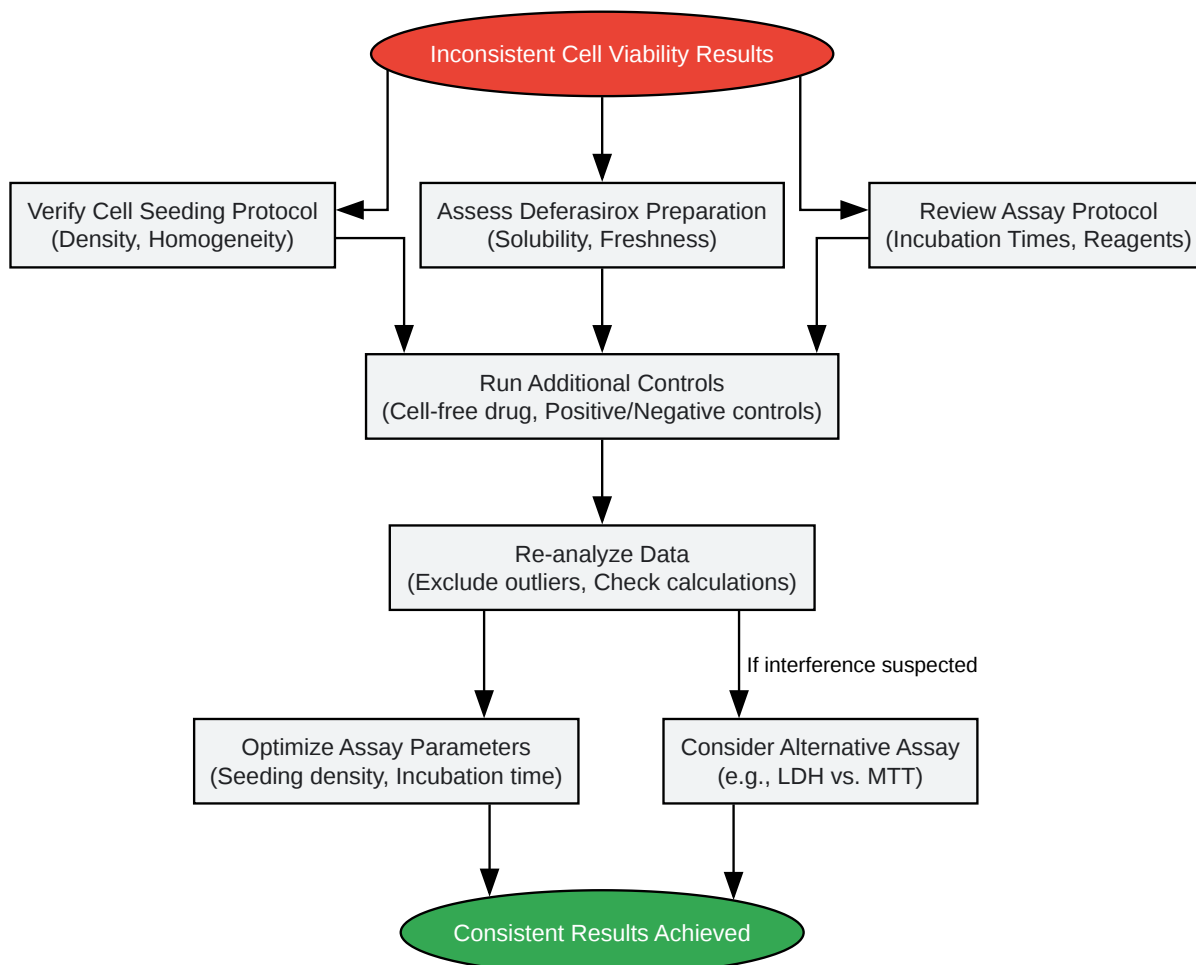 Inconsistent Cell Viability Results
Verify Cell Seeding Protocol
(Density, Homogeneity)
Assess Deferasirox Preparation
(Solubility, Freshness)
Review Assay Protocol
(Incubation Times, Reagents)
Run Additional Controls
(Cell-free drug, Positive/Negative controls)
Re-analyze Data
(Exclude outliers, Check calculations)
If interference suspected
Optimize Assay Parameters
(Seeding density, Incubation time)
Consider Alternative Assay
(e.g., LDH vs. MTT)
Consistent Results Achieved